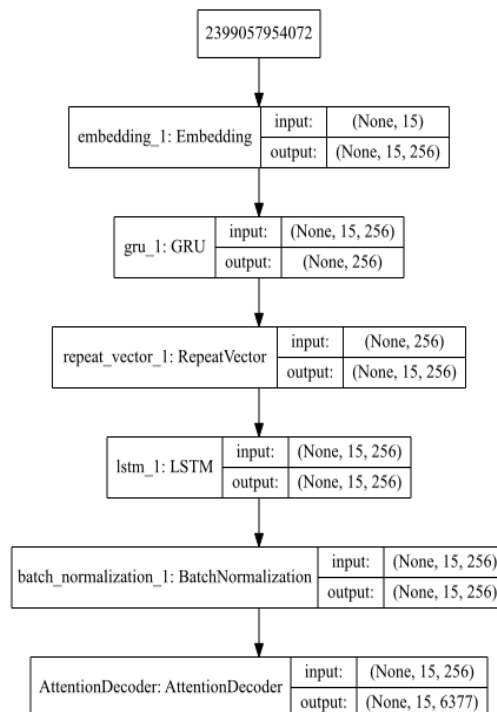 2399057954072
embedding_1: Embedding
input: (None, 15)
output: (None, 15, 256)
gru_1: GRU
input: (None, 15, 256)
output: (None, 256)
repeat_vector_1: RepeatVector
input: (None, 256)
output: (None, 15, 256)
lstm_1: LSTM
input: (None, 15, 256)
output: (None, 15, 256)
batch_normalization_1: BatchNormalization
input: (None, 15, 256)
output: (None, 15, 256)
AttentionDecoder: AttentionDecoder
input: (None, 15, 256)
output: (None, 15, 6377)